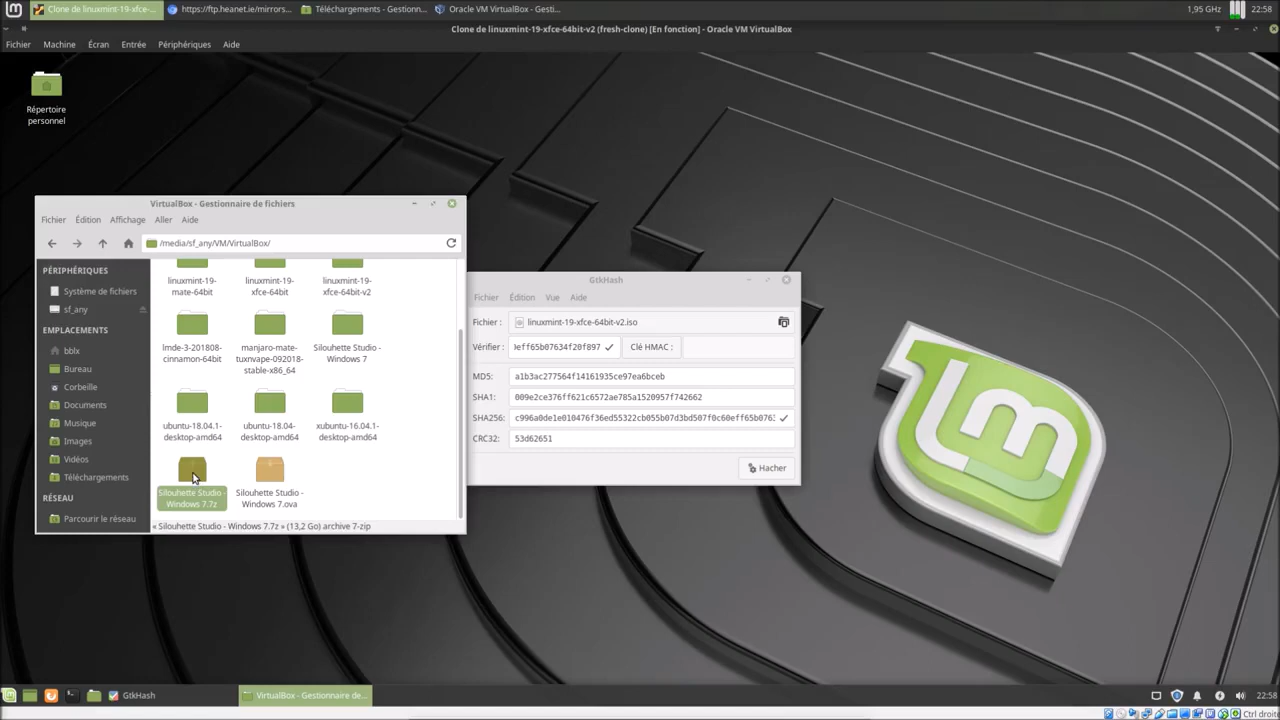 Clone de linuxmint-19-xfce-...
https://ftp.heanet.ie/mirrors...
Téléchargements - Gestionn...
Oracle VM VirtualBox - Gesti...
1,95 GHz
22:58
Clone de linuxmint-19-xfce-64bit-v2 (fresh-clone) [En fonction] - Oracle VM VirtualBox
Fichier Machine Écran Entrée Périphériques Aide
Répertoire
personnel
VirtualBox - Gestionnaire de fichiers
Fichier Édition Affichage Aller Aide
/media/sf_any/VM/VirtualBox/
PÉRIPHÉRIQUES
Système de fichiers
sf_any
EMPLACEMENTS
bblx
Bureau
Corbeille
Documents
Musique
Images
Vidéos
Téléchargements
RÉSEAU
Parcourir le réseau
linuxmint-19-
mate-64bit
linuxmint-19-
xfce-64bit
linuxmint-19-
xfce-64bit-v2
lmde-3-201808-
cinnamon-64bit
manjaro-mate-
tuxnvape-092018-
stable-x86_64
Silouhette Studio -
Windows 7
ubuntu-18.04.1-
desktop-amd64
ubuntu-18.04-
desktop-amd64
xubuntu-16.04.1-
desktop-amd64
Silouhette Studio -
Windows 7.7z
Silouhette Studio -
Windows 7.ova
« Silouhette Studio - Windows 7.7z » (13,2 Go) archive 7-zip
GtkHash
Fichier Édition Vue Aide
Fichier : linuxmint-19-xfce-64bit-v2.iso
Vérifier : eff65b07634f20f897 Clé HMAC :
MD5: a1b3ac277564f14161935ce97ea6bceb
SHA1: 009e2ce376ff621c6572ae785a1520957f742662
SHA256: c996a0de1e010476f36ed55322cb055b07d3bd507f0c60eff65b0763
CRC32: 53d62651
Hacher
lm
GtkHash
VirtualBox - Gestionnaire de...
22:58
Ctrl droite